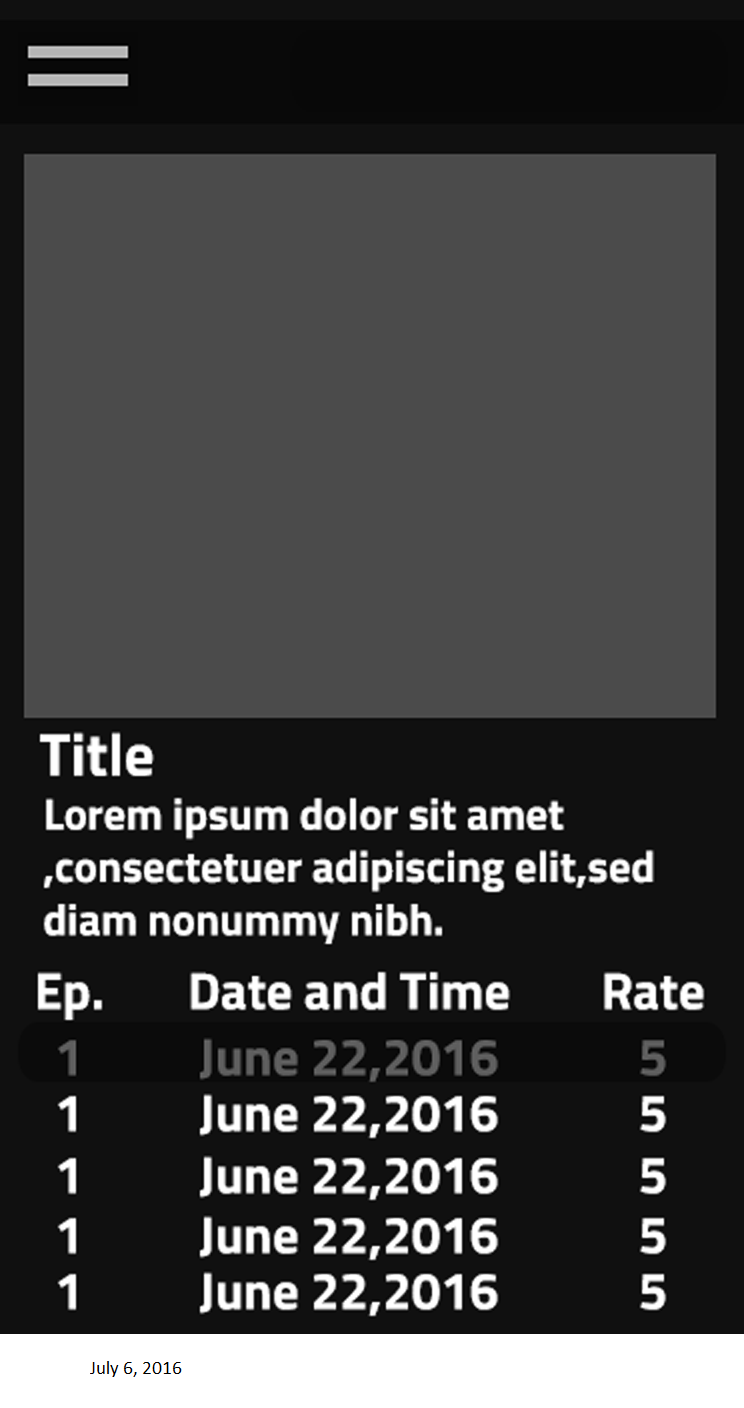 Title
Lorem ipsum dolor sit amet
,consectetuer adipiscing elit,sed
diam nonummy nibh.
Ep. Date and Time Rate
1 June 22,2016 5
1 June 22,2016 5
1 June 22,2016 5
1 June 22,2016 5
1 June 22,2016 5
July 6, 2016